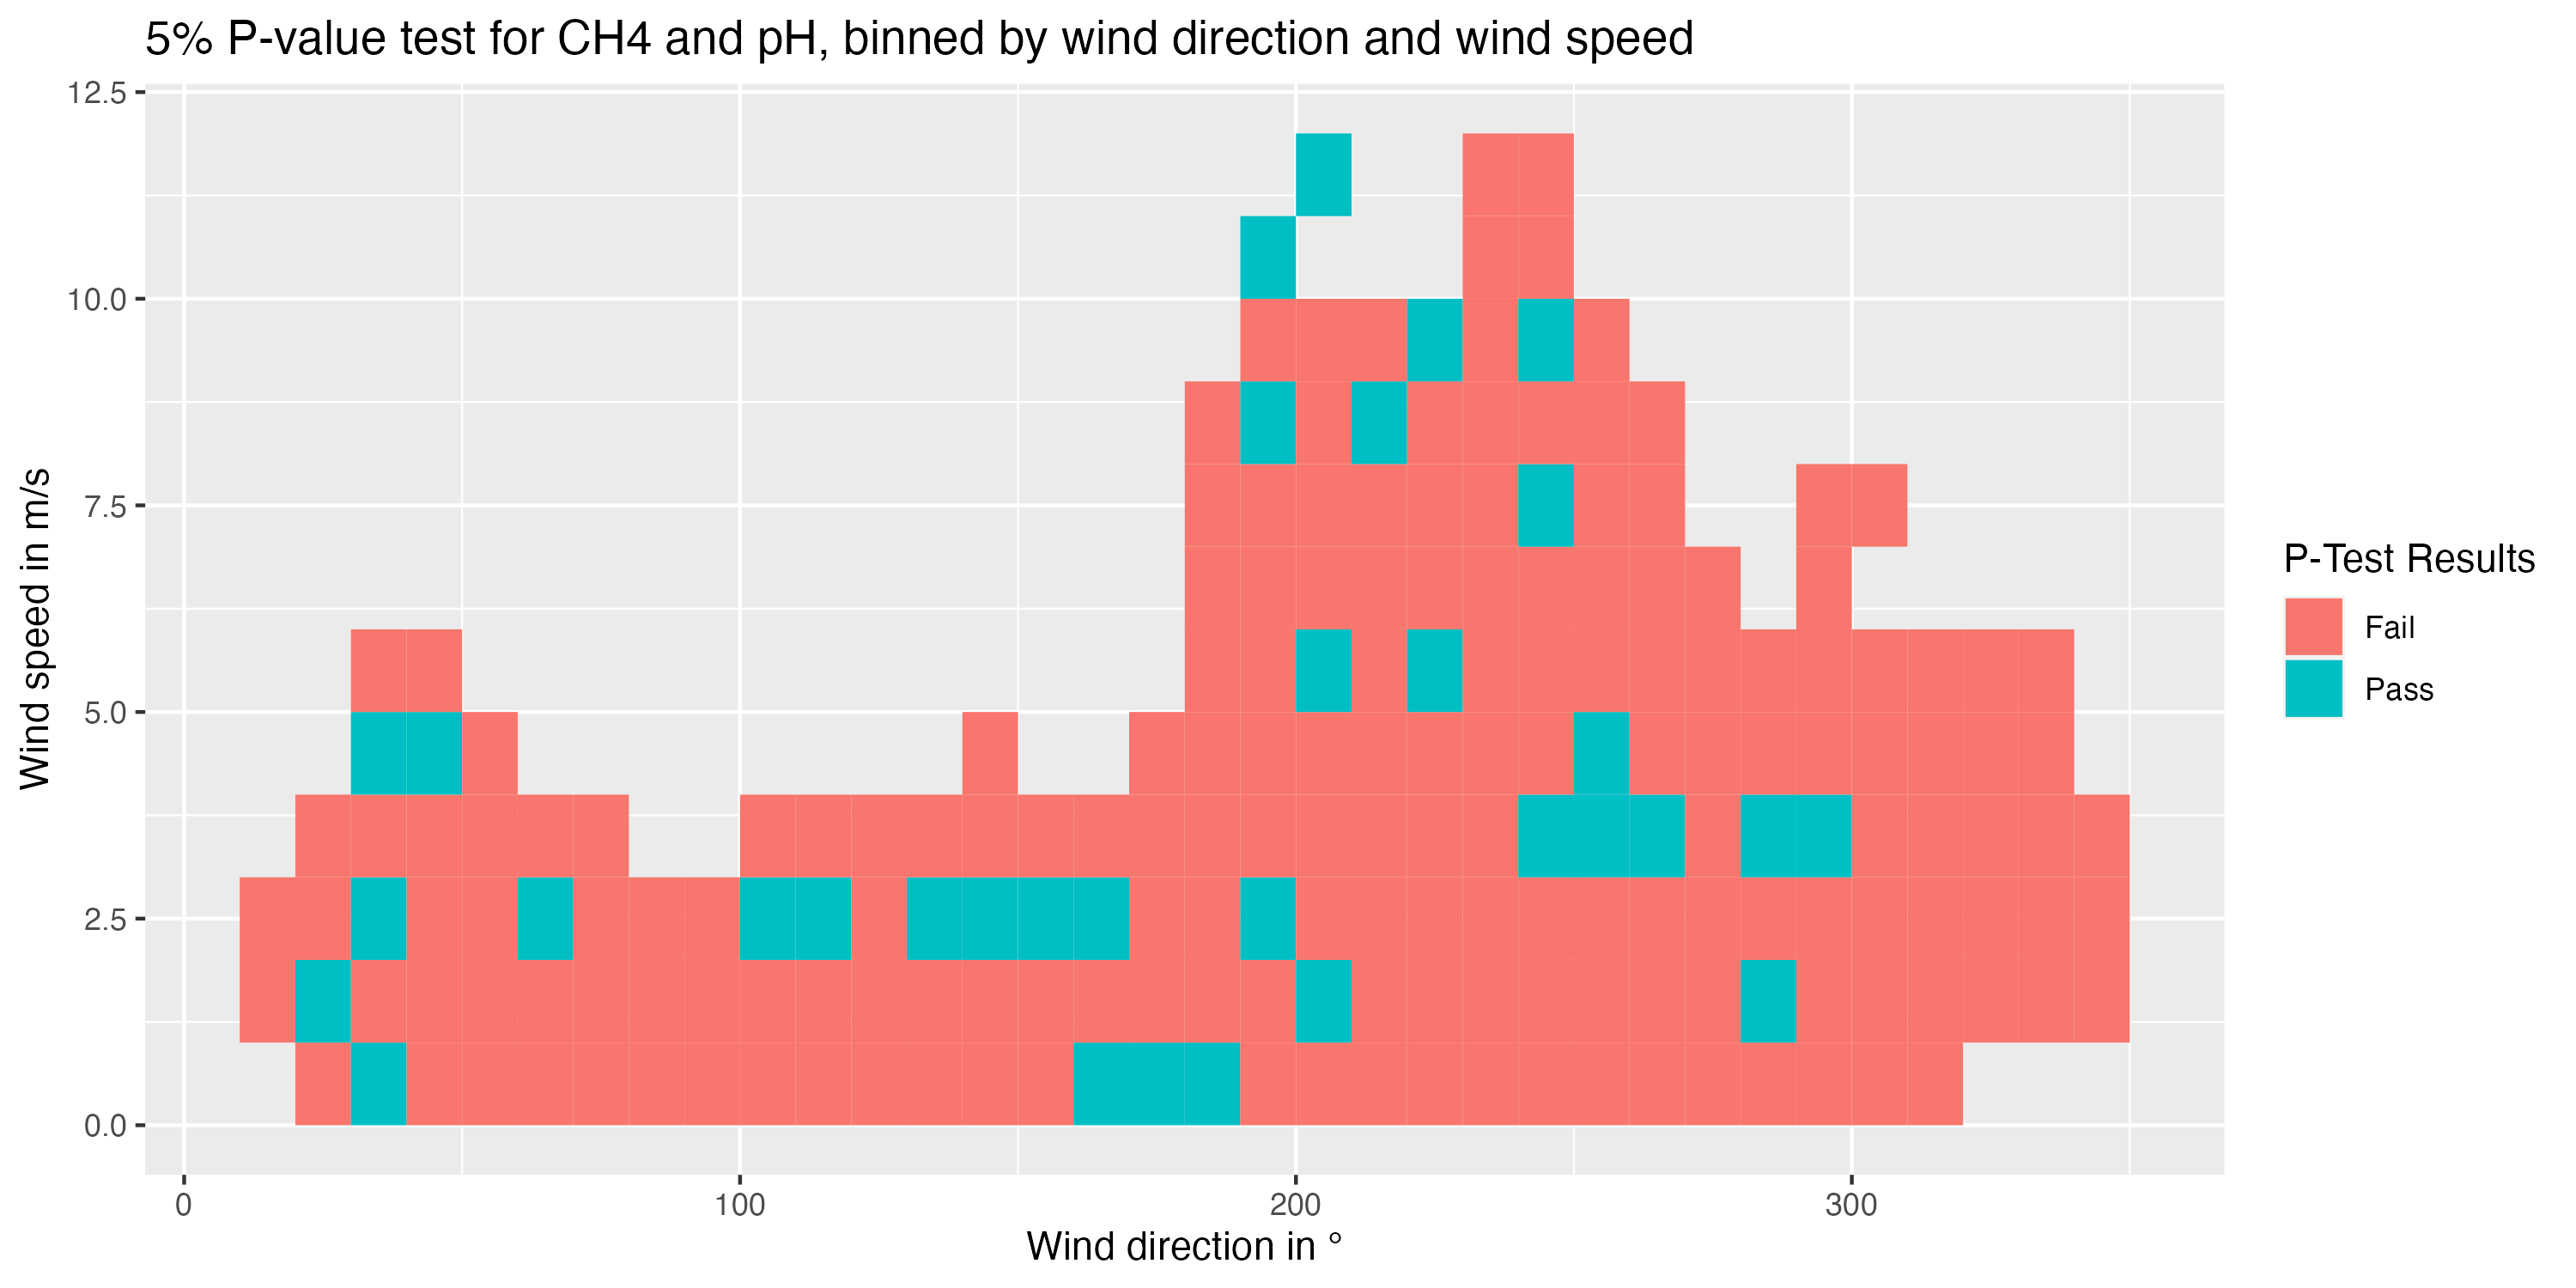 5% P-value test for CH4 and pH, binned by wind direction and wind speed
12.5
10.0
7.5
5.0
2.5
0.0
Wind speed in m/s
0 100 200 300
Wind direction in °
P-Test Results
Fail
Pass